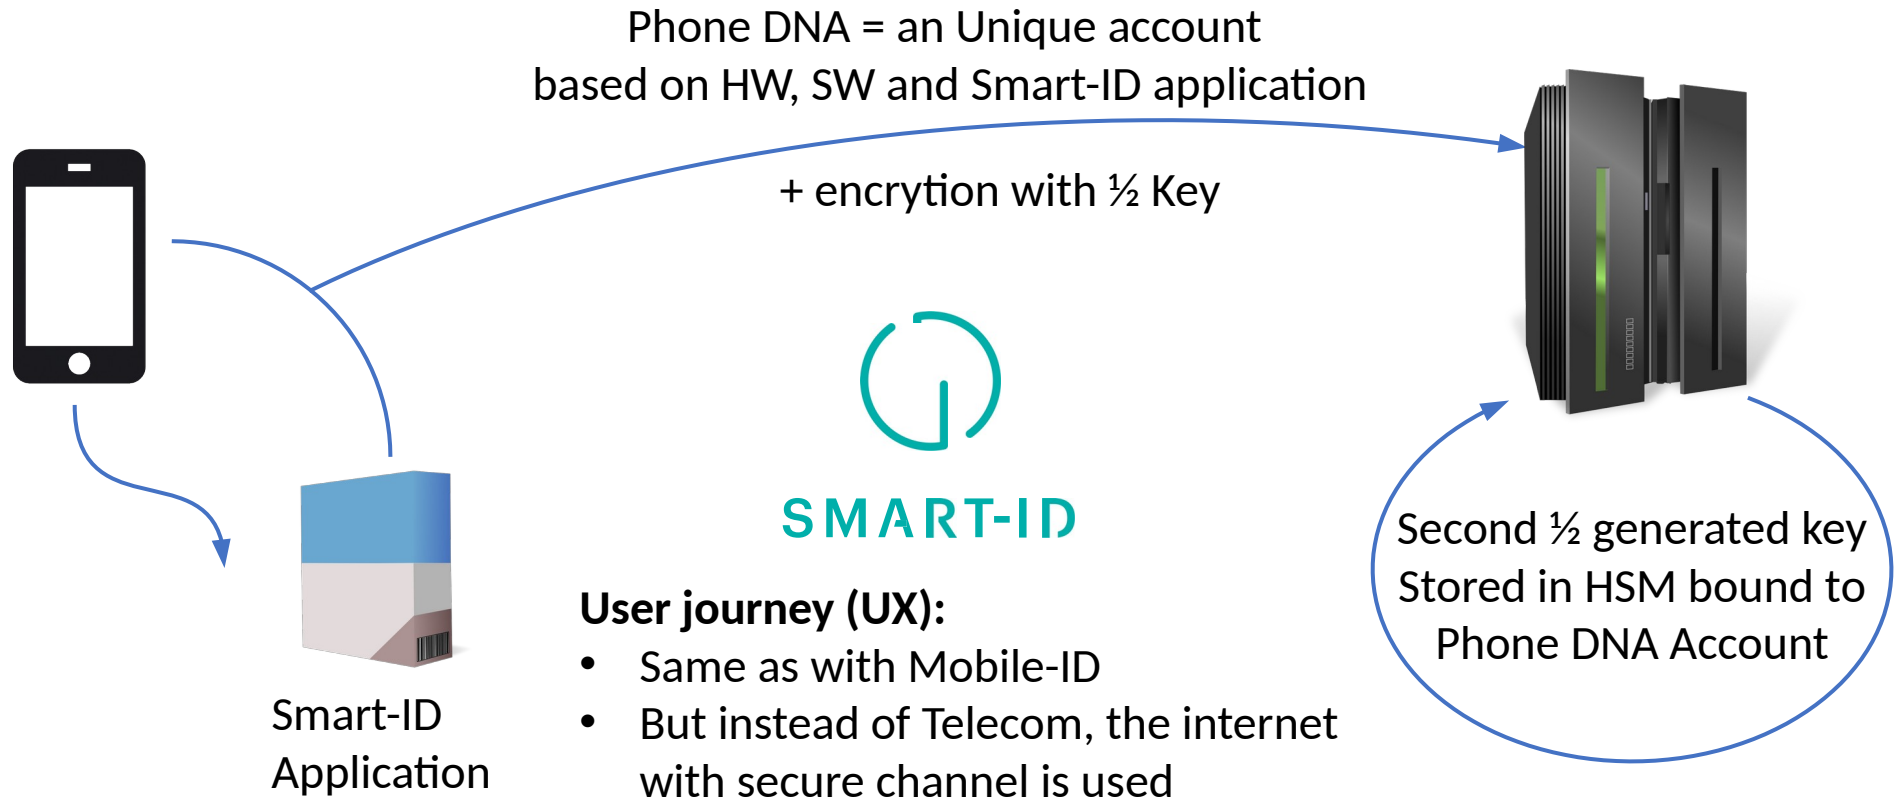 Phone DNA = an Unique account
based on HW, SW and Smart-ID application
+ encrytion with ½ Key
SMART-ID
User journey (UX):
• Same as with Mobile-ID
• But instead of Telecom, the internet
with secure channel is used
Smart-ID
Application
Second ½ generated key
Stored in HSM bound to
Phone DNA Account